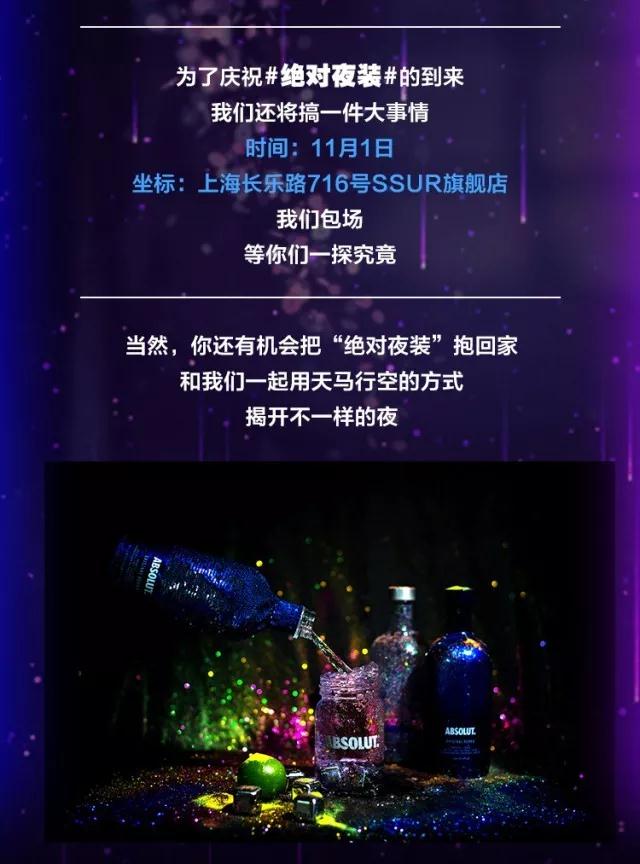 为了庆祝#绝对夜装#的到来
我们还将搞一件大事情
时间：11月1日
坐标：上海长乐路716号SSUR旗舰店
我们包场
等你们一探究竟
当然，你还有机会把“绝对夜装”抱回家
和我们一起用天马行空的方式
揭开不一样的夜
ABSOLUT.
ABSOLUT.
ABSOLUT.